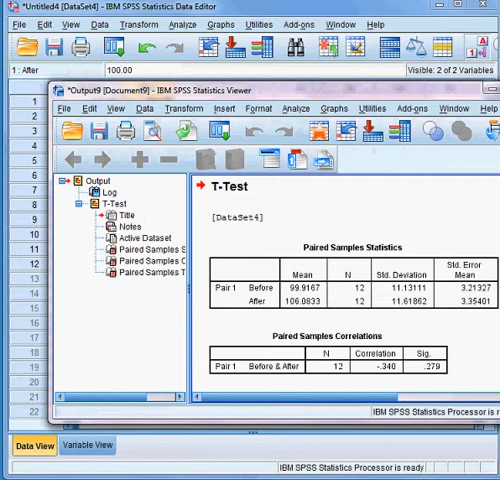 *Untitled4 [DataSet4] - IBM SPSS Statistics Data Editor
File Edit View Data Transform Analyze Graphs Utilities Add-ons Window Help
1 : After 100.00 Visible: 2 of 2 Variables
*Output9 [Document9] - IBM SPSS Statistics Viewer
File Edit View Data Transform Insert Format Analyze Graphs Utilities Add-ons Window Help
Output
Log
T-Test
Title
Notes
Active Dataset
Paired Samples S
Paired Samples C
Paired Samples T
T-Test
[DataSet4]
Paired Samples Statistics
Mean N Std. Deviation Std. Error Mean
Pair 1 Before 99.9167 12 11.13111 3.21327
After 106.0833 12 11.61862 3.35401
Paired Samples Correlations
N Correlation Sig.
Pair 1 Before & After 12 -.340 .279
IBM SPSS Statistics Processor is r
1
2
3
4
5
6
7
8
9
10
11
12
13
14
15
16
17
18
19
20
21
22
Data View Variable View
IBM SPSS Statistics Processor is ready